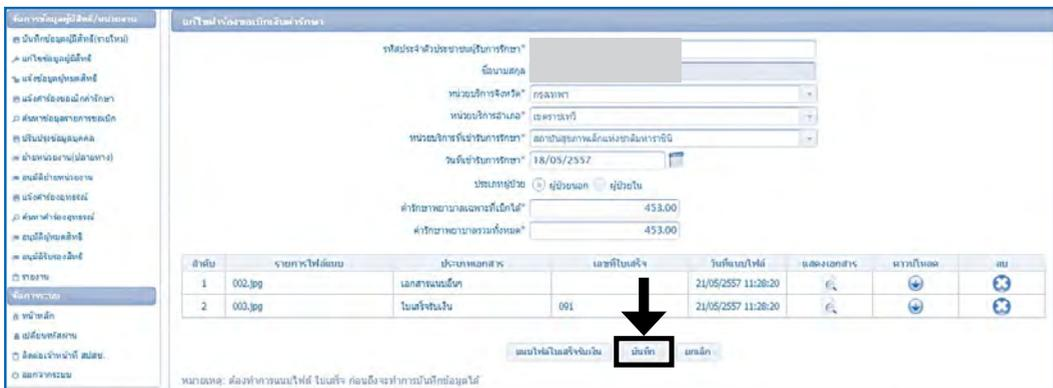 จัดการข้อมูลผู้มีสิทธิ/หน่วยงาน
บันทึกข้อมูลผู้มีสิทธิ(รายใหม่)
แก้ไขข้อมูลผู้มีสิทธิ
แจ้งข้อมูลผู้หมดสิทธิ
แจ้งคำร้องขอเบิกค่ารักษา
ค้นหาข้อมูลรายการขอเบิก
ปรับปรุงข้อมูลบุคคล
ย้ายหน่วยงาน(ปลายทาง)
อนุมัติย้ายหน่วยงาน
แจ้งคำร้องอุทธรณ์
ค้นหาคำร้องอุทธรณ์
อนุมัติผู้หมดสิทธิ
อนุมัติรับรองสิทธิ
รายงาน
จัดการระบบ
หน้าหลัก
เปลี่ยนรหัสผ่าน
ติดต่อเจ้าหน้าที่ สปสช.
ออกจากระบบ
แก้ไขคำร้องขอเบิกเงินค่ารักษา
รหัสประจำตัวประชาชนผู้รับการรักษา*
ชื่อนามสกุล
หน่วยบริการจังหวัด* กรุงเทพฯ
หน่วยบริการอำเภอ* เขตราชเทวี
หน่วยบริการที่เข้ารับการรักษา* สถาบันสุขภาพเด็กแห่งชาติมหาราชินี
วันที่เข้ารับการรักษา* 18/05/2557
ประเภทผู้ป่วย ผู้ป่วยนอก ผู้ป่วยใน
ค่ารักษาพยาบาลเฉพาะที่เบิกได้* 453.00
ค่ารักษาพยาบาลรวมทั้งหมด* 453.00
ลำดับ รายการไฟล์แนบ ประเภทเอกสาร เลขที่ใบเสร็จ วันที่แนบไฟล์ แสดงเอกสาร ดาวน์โหลด ลบ
1 002.jpg เอกสารแนบอื่นๆ 21/05/2557 11:28:20
2 003.jpg ใบเสร็จรับเงิน 091 21/05/2557 11:28:20
แนบไฟล์ใบเสร็จรับเงิน บันทึก ยกเลิก
หมายเหตุ: ต้องทำการแนบไฟล์ ใบเสร็จ ก่อนถึงจะทำการบันทึกข้อมูลได้